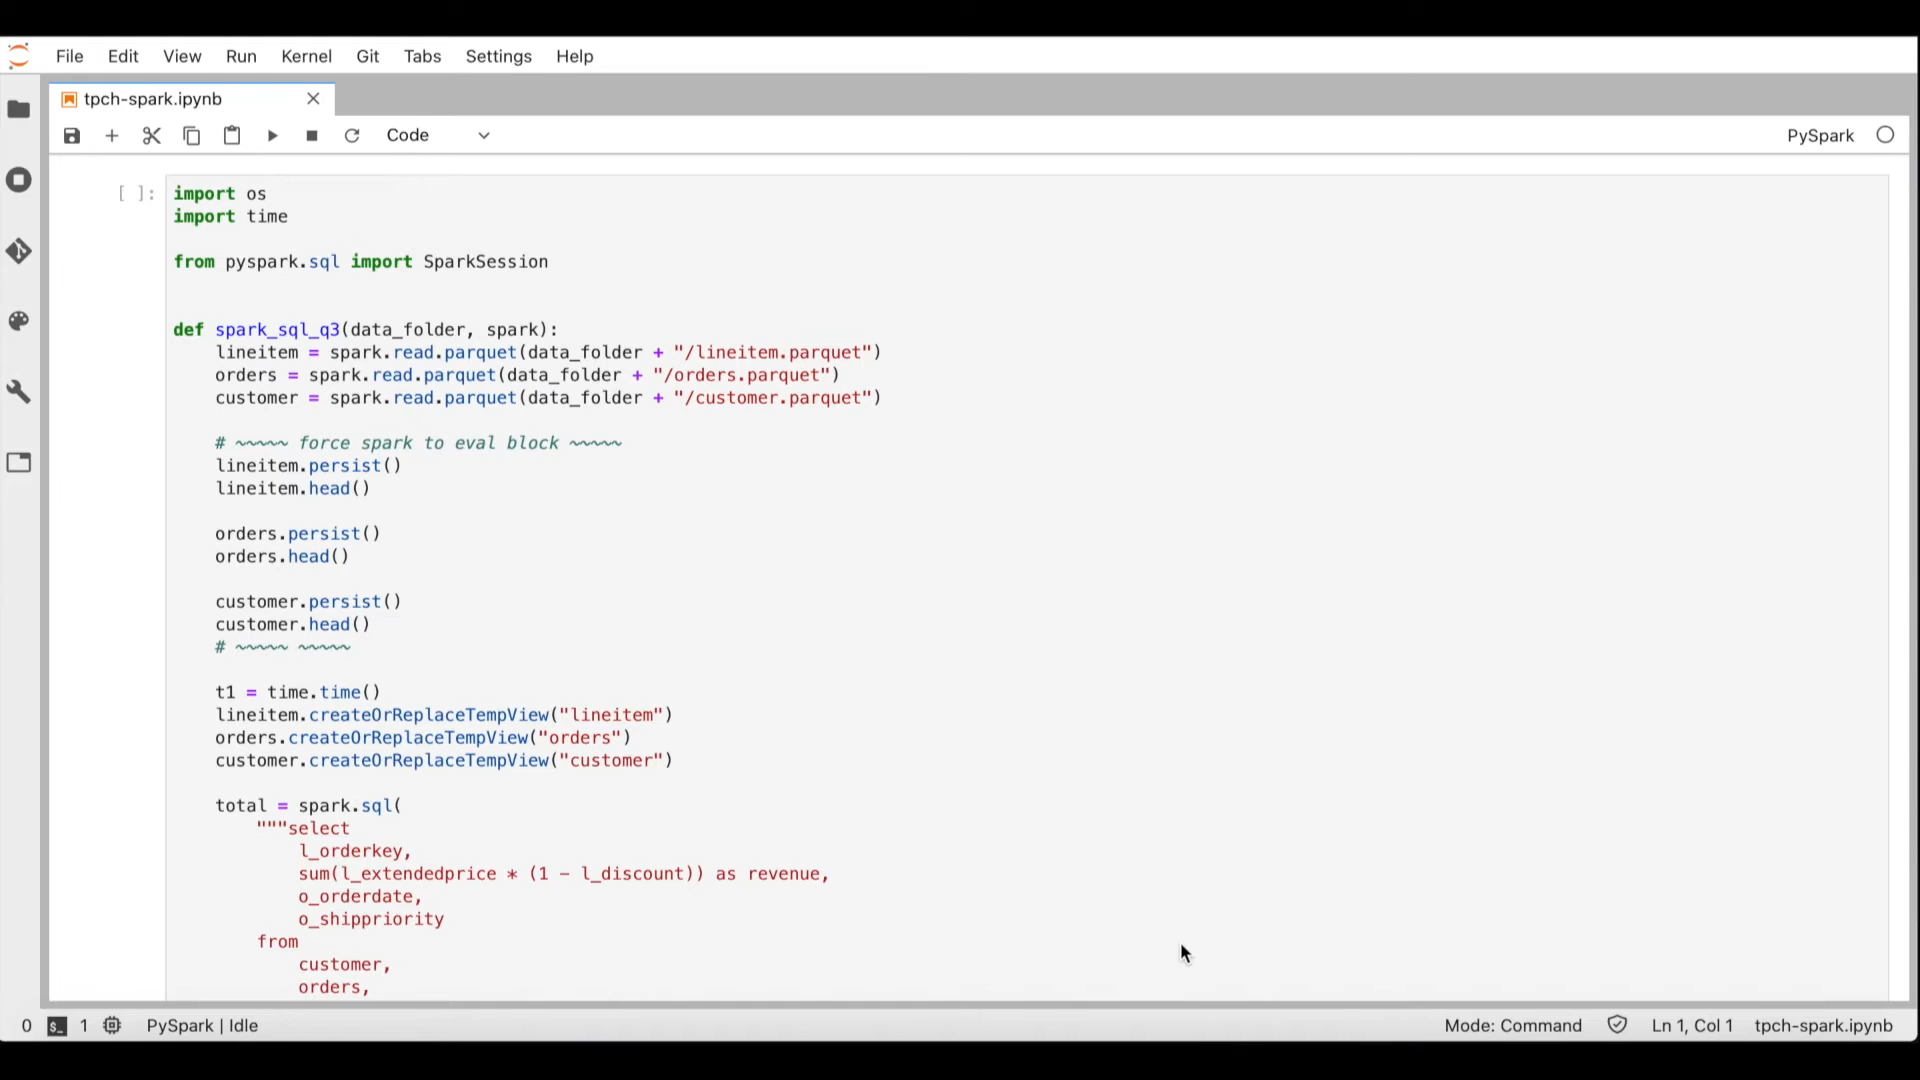 File Edit View Run Kernel Git Tabs Settings Help
tpch-spark.ipynb
Code
PySpark
[ ]:
import os
import time
from pyspark.sql import SparkSession
def spark_sql_q3(data_folder, spark):
    lineitem = spark.read.parquet(data_folder + "/lineitem.parquet")
    orders = spark.read.parquet(data_folder + "/orders.parquet")
    customer = spark.read.parquet(data_folder + "/customer.parquet")
    # ~~~~~ force spark to eval block ~~~~~
    lineitem.persist()
    lineitem.head()
    orders.persist()
    orders.head()
    customer.persist()
    customer.head()
    # ~~~~~ ~~~~~
    t1 = time.time()
    lineitem.createOrReplaceTempView("lineitem")
    orders.createOrReplaceTempView("orders")
    customer.createOrReplaceTempView("customer")
    total = spark.sql(
        """select
            l_orderkey,
            sum(l_extendedprice * (1 - l_discount)) as revenue,
            o_orderdate,
            o_shippriority
        from
            customer,
            orders,
0 $_ 1 PySpark | Idle Mode: Command Ln 1, Col 1 tpch-spark.ipynb